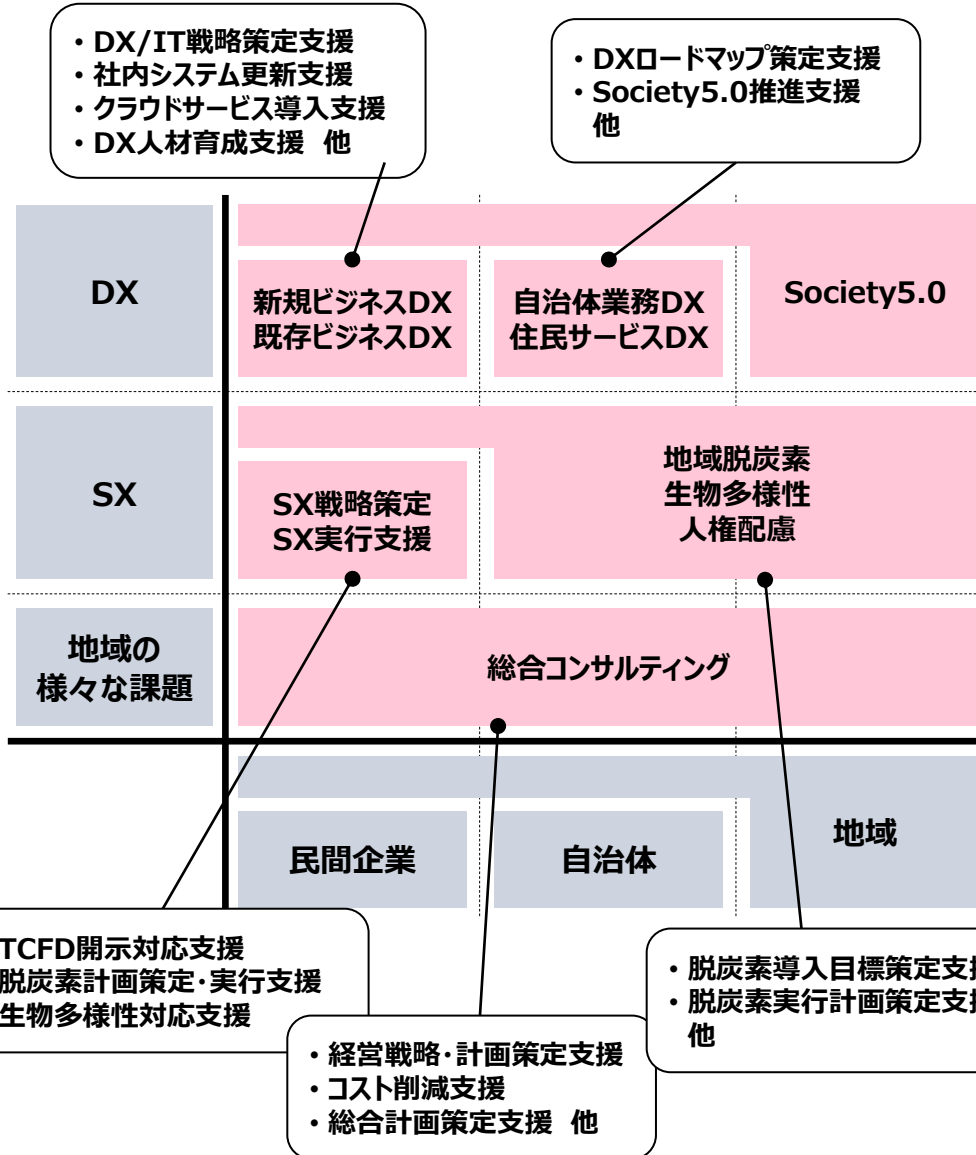 ・DX/IT戦略策定支援
・社内システム更新支援
・クラウドサービス導入支援
・DX人材育成支援 他
・DXロードマップ策定支援
・Society5.0推進支援
他
DX
新規ビジネスDX
既存ビジネスDX
自治体業務DX
住民サービスDX
Society5.0
SX
SX戦略策定
SX実行支援
地域脱炭素
生物多様性
人権配慮
地域の
様々な課題
総合コンサルティング
民間企業
自治体
地域
TCFD開示対応支援
脱炭素計画策定・実行支援
生物多様性対応支援
・経営戦略・計画策定支援
・コスト削減支援
・総合計画策定支援 他
・脱炭素導入目標策定支援
・脱炭素実行計画策定支援
他